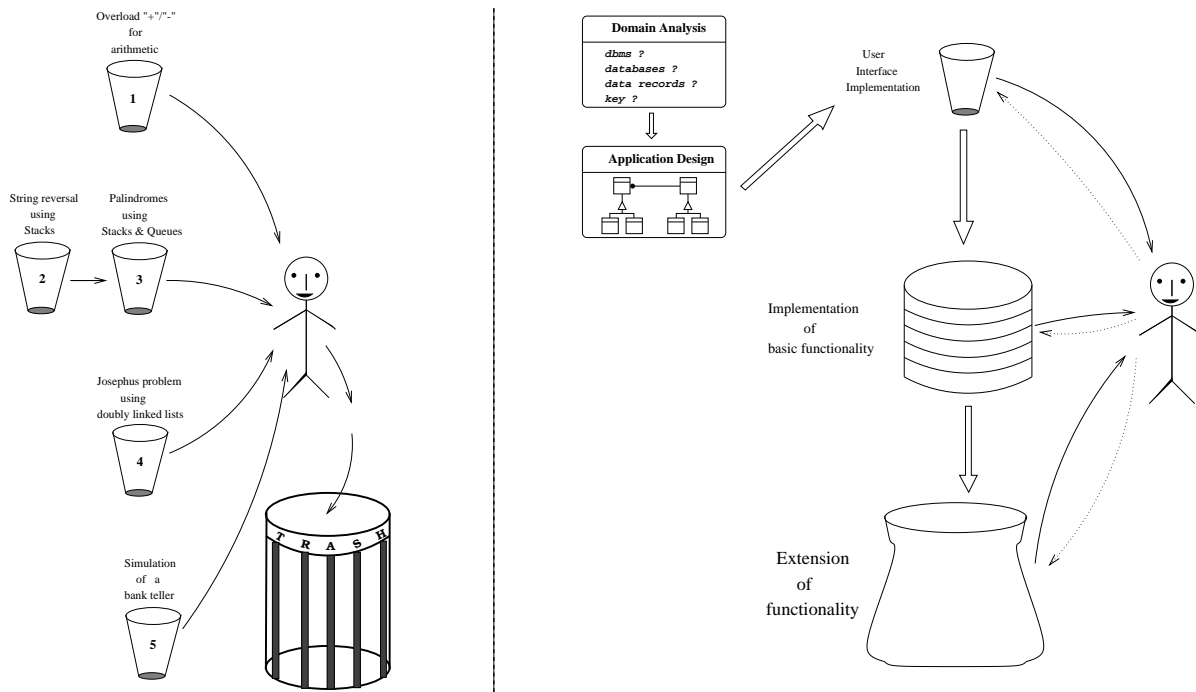 Overload "+"/"-"
for
arithmetic
1
String reversal
using
Stacks
2
Palindromes
using
Stacks & Queues
3
Josephus problem
using
doubly linked lists
4
Simulation
of a
bank teller
5
T R A S H
Domain Analysis
dbms ?
databases ?
data records ?
key ?
Application Design
User
Interface
Implementation
Implementation
of
basic functionality
Extension
of
functionality